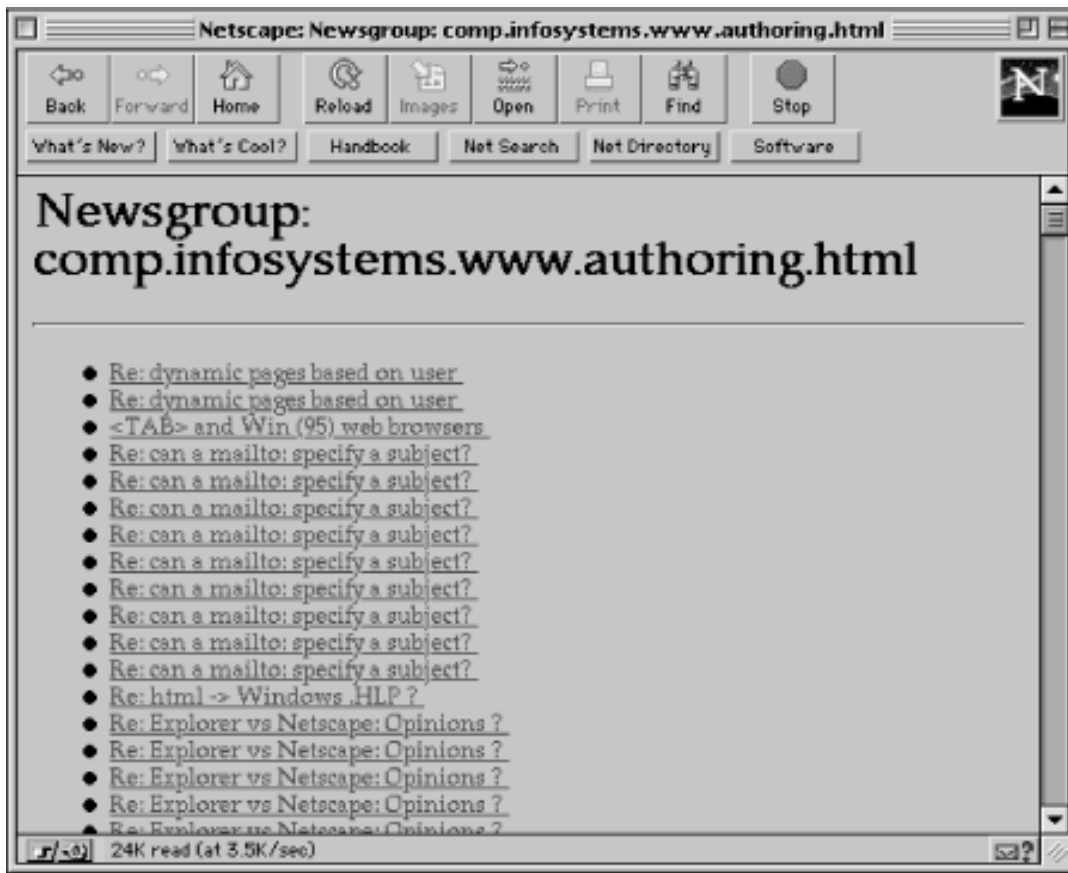 Netscape: Newsgroup: comp.infosystems.www.authoring.html
Back Forward Home Reload Images Open Print Find Stop
N
What's New? What's Cool? Handbook Net Search Net Directory Software
Newsgroup:
comp.infosystems.www.authoring.html
Re: dynamic pages based on user
Re: dynamic pages based on user
<TAB> and Win (95) web browsers
Re: can a mailto: specify a subject?
Re: can a mailto: specify a subject?
Re: can a mailto: specify a subject?
Re: can a mailto: specify a subject?
Re: can a mailto: specify a subject?
Re: can a mailto: specify a subject?
Re: can a mailto: specify a subject?
Re: can a mailto: specify a subject?
Re: can a mailto: specify a subject?
Re: html -> Windows .HLP ?
Re: Explorer vs Netscape: Opinions ?
Re: Explorer vs Netscape: Opinions ?
Re: Explorer vs Netscape: Opinions ?
Re: Explorer vs Netscape: Opinions ?
Re: Explorer vs Netscape: Opinions ?
24K read (at 3.5K/sec) ?